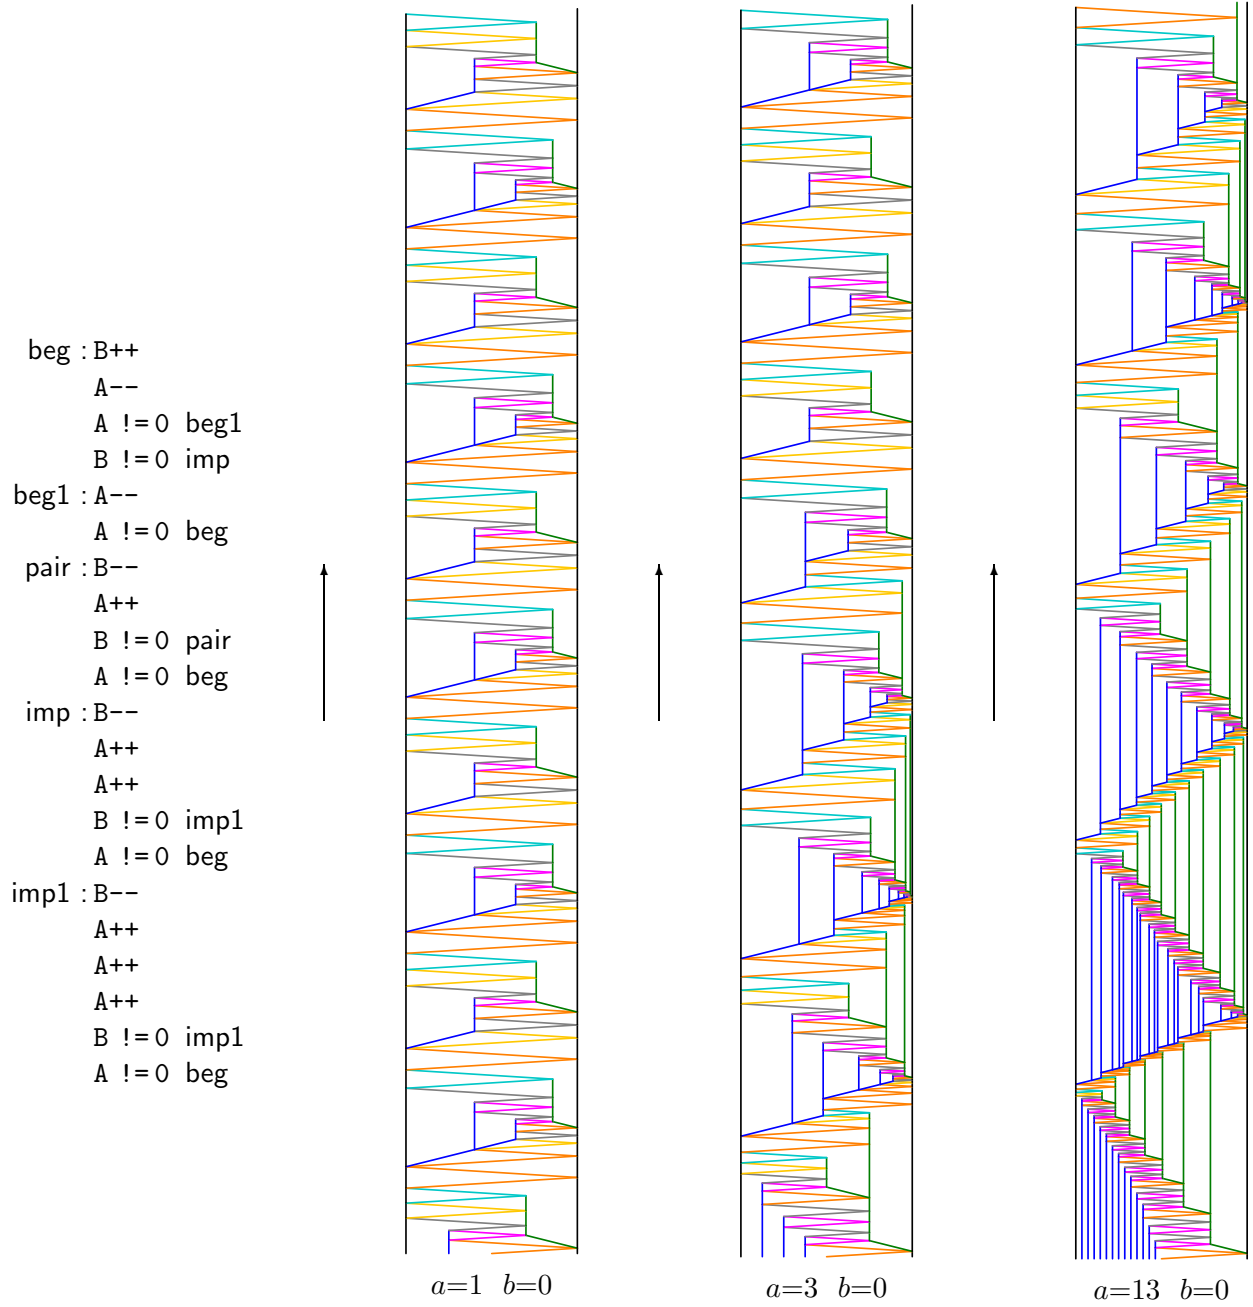 beg : B++
A--
A !=0 beg1
B !=0 imp
beg1 : A--
A !=0 beg
pair : B--
A++
B !=0 pair
A !=0 beg
imp : B--
A++
A++
B !=0 imp1
A !=0 beg
imp1 : B--
A++
A++
A++
B !=0 imp1
A !=0 beg
a=1 b=0
a=3 b=0
a=13 b=0